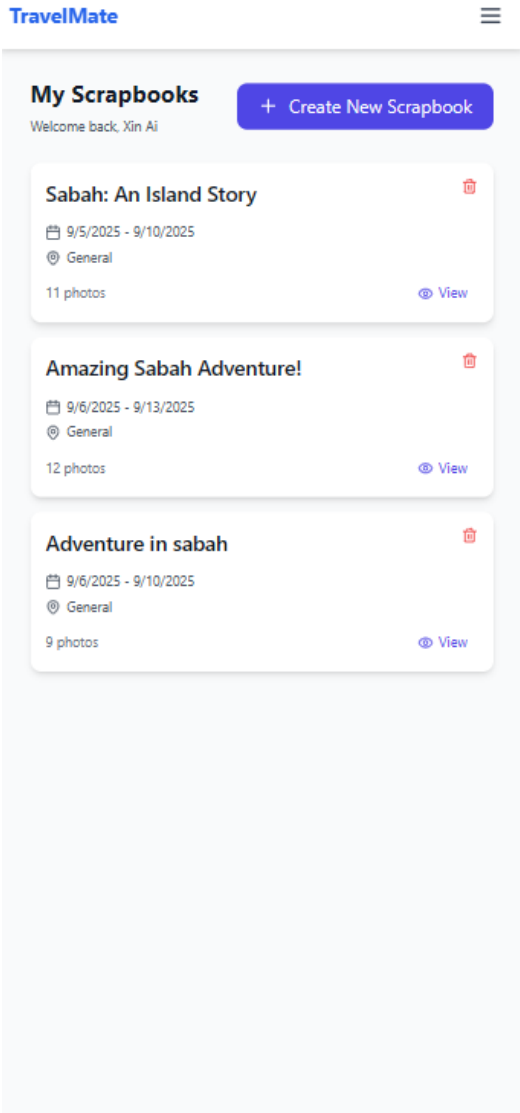 TravelMate
My Scrapbooks
Welcome back, Xin Ai
+ Create New Scrapbook
Sabah: An Island Story
9/5/2025 - 9/10/2025
General
11 photos
View
Amazing Sabah Adventure!
9/6/2025 - 9/13/2025
General
12 photos
View
Adventure in sabah
9/6/2025 - 9/10/2025
General
9 photos
View